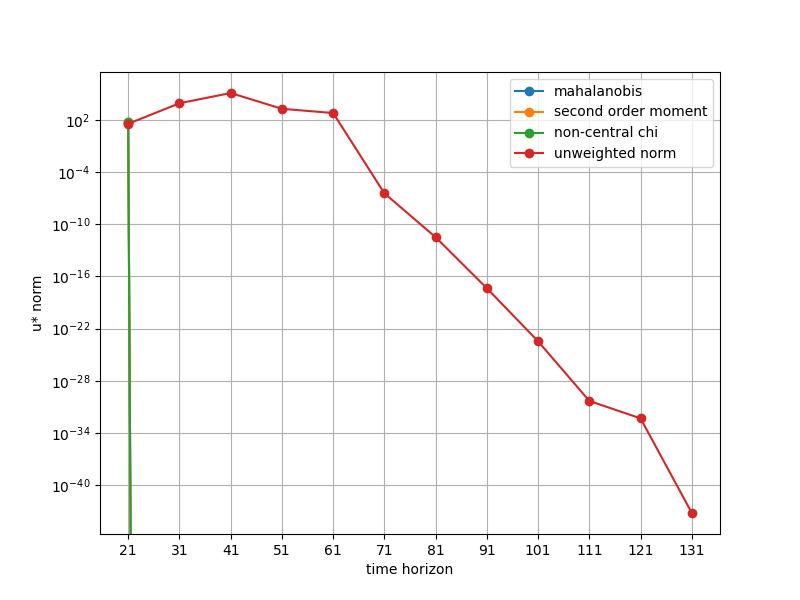 mahalanobis
second order moment
non-central chi
unweighted norm
10²
10⁻⁴
10⁻¹⁰
10⁻¹⁶
10⁻²²
10⁻²⁸
10⁻³⁴
10⁻⁴⁰
u* norm
21 31 41 51 61 71 81 91 101 111 121 131
time horizon